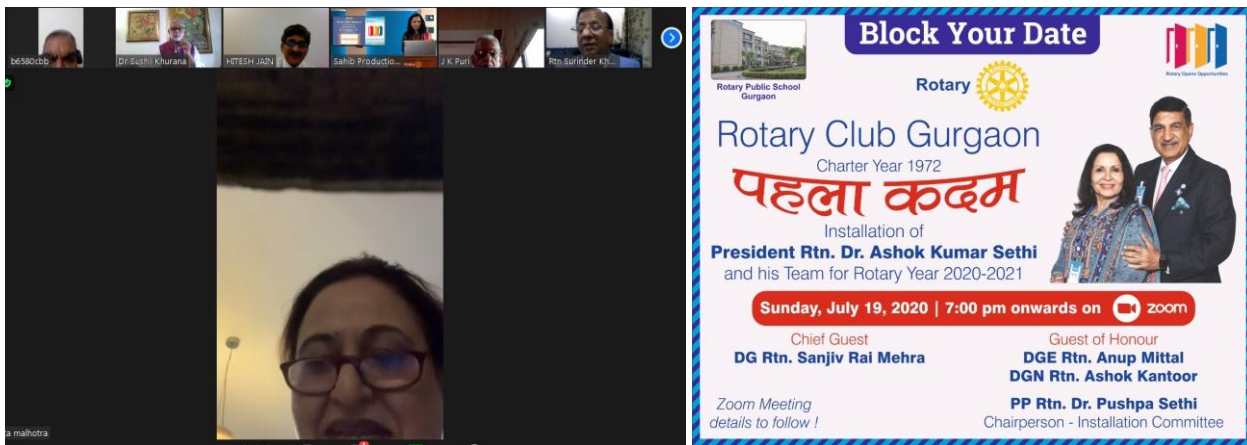 b6580cbb
Dr Sushil Khurana
HITESH JAIN
Sahib Productio...
J K Puri
Rtn Surinder Kh...
ta malhotra
Block Your Date
Rotary Public School
Gurgaon
Rotary
Rotary Opens Opportunities
Rotary Club Gurgaon
Charter Year 1972
पहला कदम
Installation of
President Rtn. Dr. Ashok Kumar Sethi
and his Team for Rotary Year 2020-2021
Sunday, July 19, 2020 | 7:00 pm onwards on zoom
Chief Guest
DG Rtn. Sanjiv Rai Mehra
Guest of Honour
DGE Rtn. Anup Mittal
DGN Rtn. Ashok Kantoor
Zoom Meeting
details to follow !
PP Rtn. Dr. Pushpa Sethi
Chairperson - Installation Committee